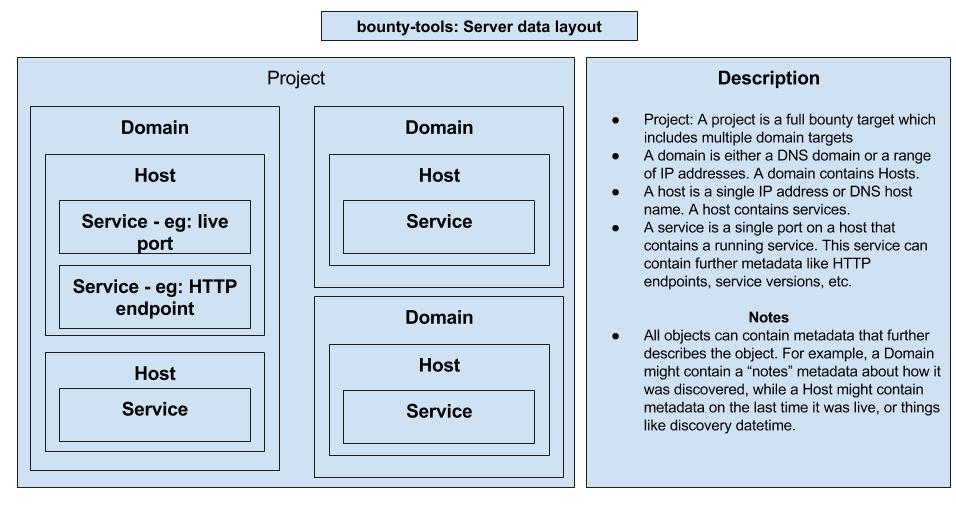 bounty-tools: Server data layout
Project
Domain
Host
Service - eg: live
port
Service - eg: HTTP
endpoint
Host
Service
Domain
Host
Service
Domain
Host
Service
Description
● Project: A project is a full bounty target which
includes multiple domain targets
● A domain is either a DNS domain or a range
of IP addresses. A domain contains Hosts.
● A host is a single IP address or DNS host
name. A host contains services.
● A service is a single port on a host that
contains a running service. This service can
contain further metadata like HTTP
endpoints, service versions, etc.
Notes
● All objects can contain metadata that further
describes the object. For example, a Domain
might contain a “notes” metadata about how it
was discovered, while a Host might contain
metadata on the last time it was live, or things
like discovery datetime.